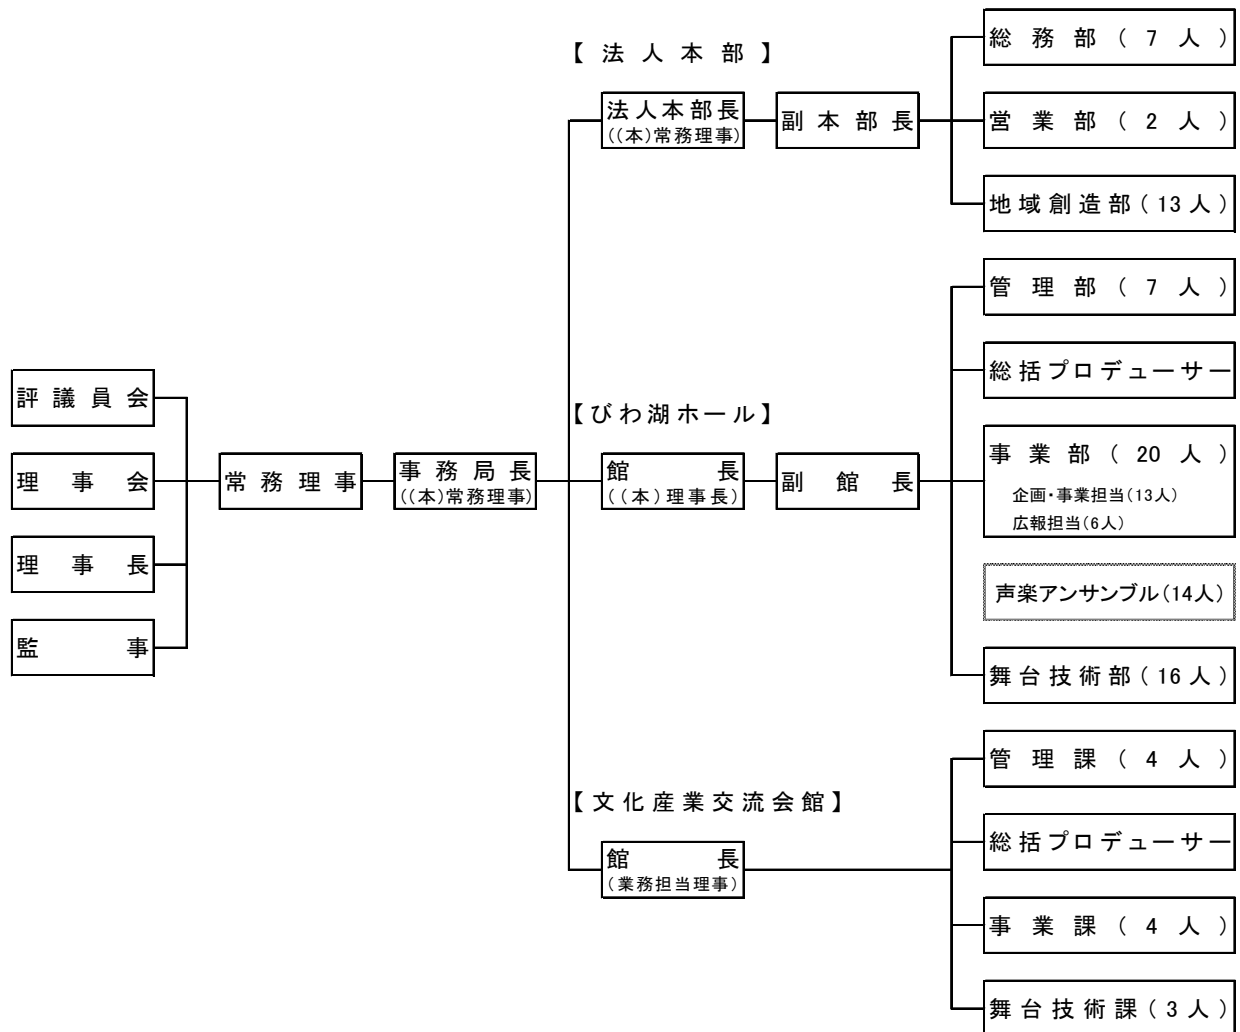 評議員会
理事会
理事長
監事
常務理事
事務局長
((本)常務理事)
【法人本部】
法人本部長
((本)常務理事)
副本部長
総務部(7人)
営業部(2人)
地域創造部(13人)
【びわ湖ホール】
館長
((本)理事長)
副館長
管理部(7人)
総括プロデューサー
事業部(20人)
企画・事業担当(13人)
広報担当(6人)
声楽アンサンブル(14人)
舞台技術部(16人)
【文化産業交流会館】
館長
(業務担当理事)
管理課(4人)
総括プロデューサー
事業課(4人)
舞台技術課(3人)